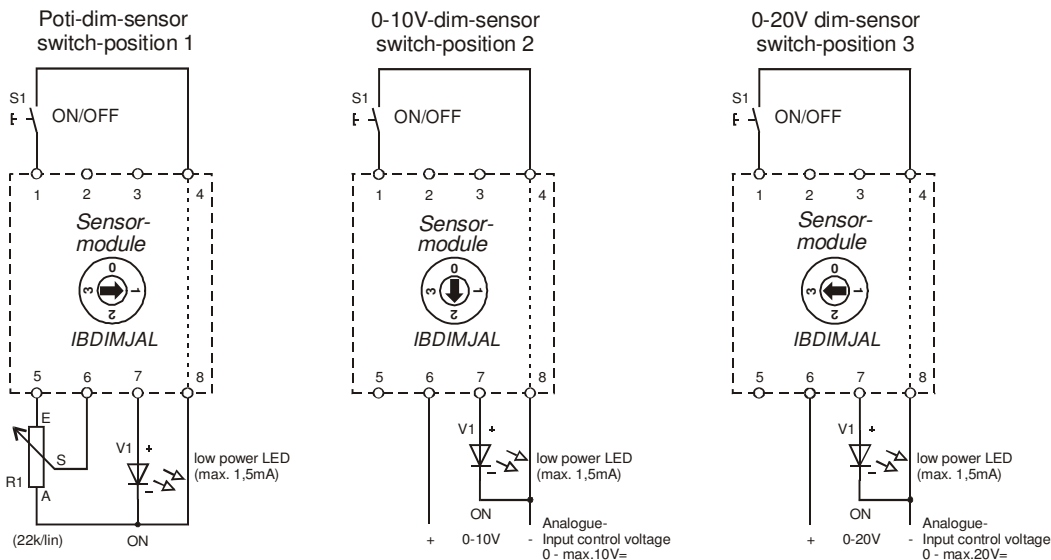 Poti-dim-sensor
switch-position 1
S1
ON/OFF
1 2 3 4
Sensor-
module
0
3 1
2
IBDIMJAL
5 6 7 8
E
S
R1
A
V1 +
-
low power LED
(max. 1,5mA)
(22k/lin)
ON
0-10V-dim-sensor
switch-position 2
S1
ON/OFF
1 2 3 4
Sensor-
module
0
3 1
2
IBDIMJAL
5 6 7 8
V1 +
-
low power LED
(max. 1,5mA)
ON
+ 0-10V -
Analogue-
Input control voltage
0 - max.10V=
0-20V dim-sensor
switch-position 3
S1
ON/OFF
1 2 3 4
Sensor-
module
0
3 1
2
IBDIMJAL
5 6 7 8
V1 +
-
low power LED
(max. 1,5mA)
ON
+ 0-20V -
Analogue-
Input control voltage
0 - max.20V=